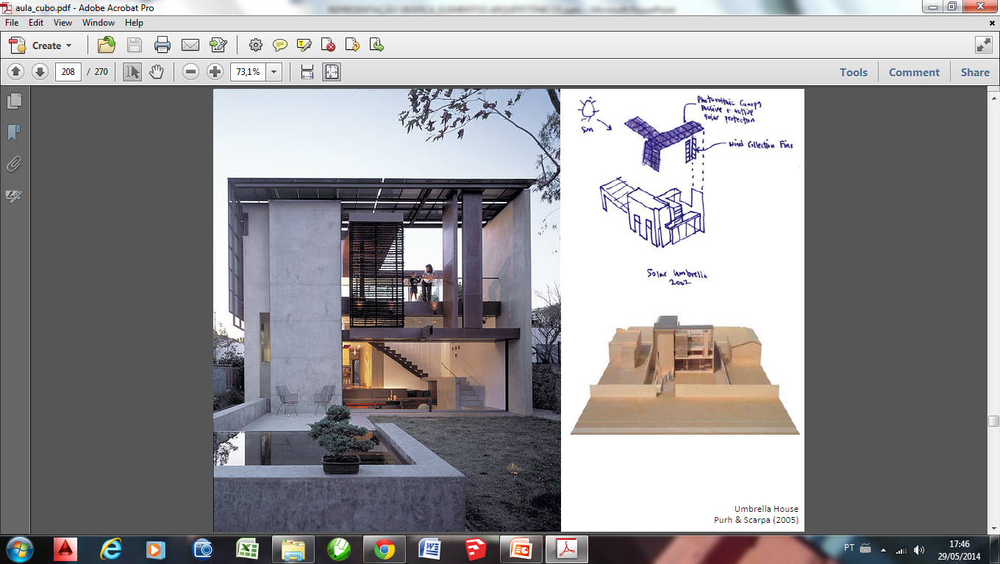 aula_cubo.pdf - Adobe Acrobat Pro
File Edit View Window Help
Create
208 / 270
73,1%
Tools Comment Share
Photovoltaic Canopy
Passive + active
solar protection
Sun
Wind Collection Fins
Solar Umbrella
2002
Umbrella House
Purh & Scarpa (2005)
PT
17:46
29/05/2014